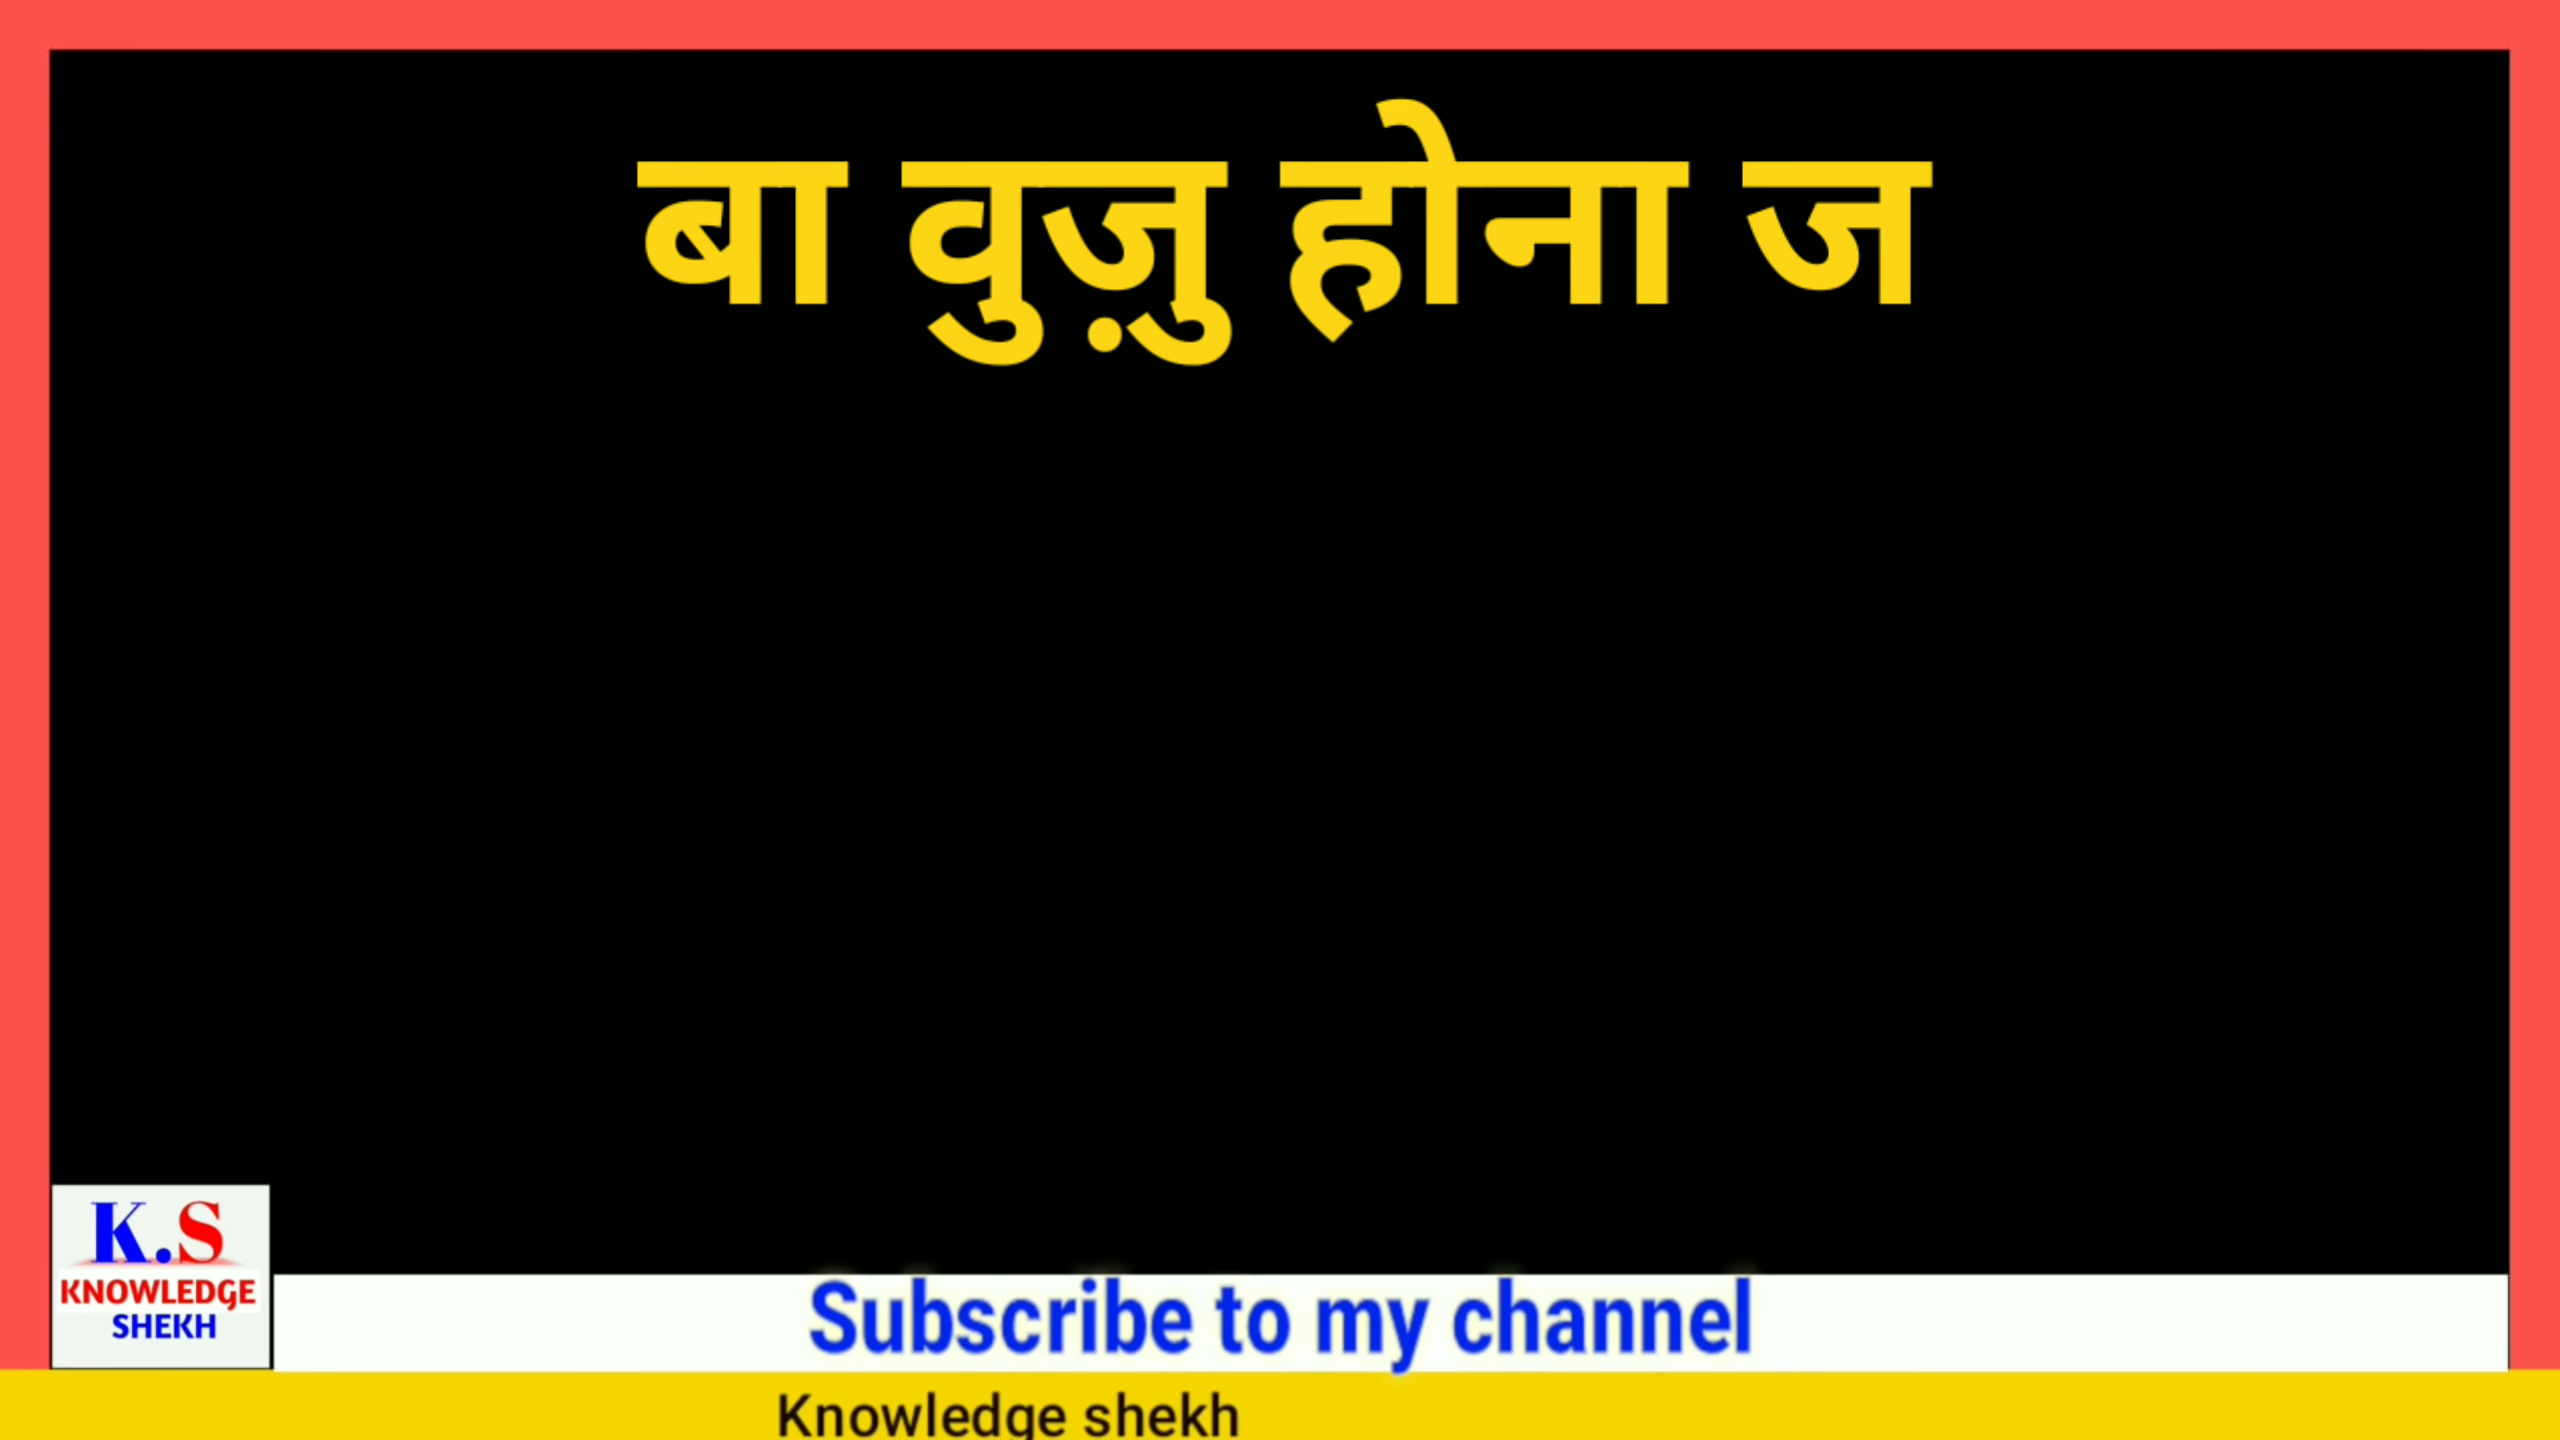 बा वुज़ु होना ज
K.S
KNOWLEDGE
SHEKH
Subscribe to my channel
Knowledge shekh